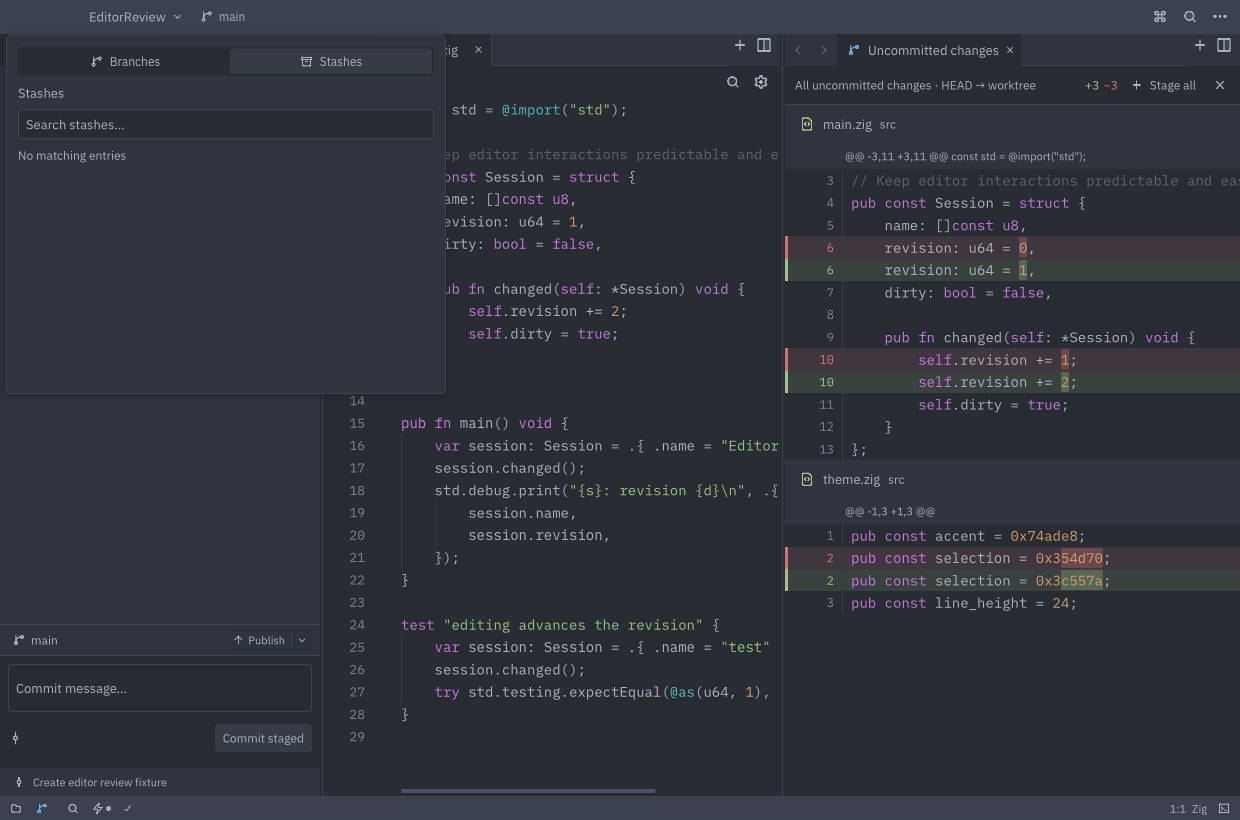 EditorReview
main
Branches
Stashes
Stashes
Search stashes...
No matching entries
main
Publish
Commit message...
Commit staged
Create editor review fixture
zig ×
std = @import("std");
ep editor interactions predictable and e
onst Session = struct {
ame: []const u8,
evision: u64 = 1,
irty: bool = false,
ub fn changed(self: *Session) void {
self.revision += 2;
self.dirty = true;
14
15 pub fn main() void {
16 var session: Session = .{ .name = "Editor
17 session.changed();
18 std.debug.print("{s}: revision {d}\n", .{
19 session.name,
20 session.revision,
21 });
22 }
23
24 test "editing advances the revision" {
25 var session: Session = .{ .name = "test"
26 session.changed();
27 try std.testing.expectEqual(@as(u64, 1),
28 }
29
Uncommitted changes ×
All uncommitted changes · HEAD → worktree +3 −3 + Stage all ×
main.zig src
@@ -3,11 +3,11 @@ const std = @import("std");
3 // Keep editor interactions predictable and eas
4 pub const Session = struct {
5 name: []const u8,
6 revision: u64 = 0,
6 revision: u64 = 1,
7 dirty: bool = false,
8
9 pub fn changed(self: *Session) void {
10 self.revision += 1;
10 self.revision += 2;
11 self.dirty = true;
12 }
13 };
theme.zig src
@@ -1,3 +1,3 @@
1 pub const accent = 0x74ade8;
2 pub const selection = 0x354d70;
2 pub const selection = 0x3c557a;
3 pub const line_height = 24;
1:1 Zig